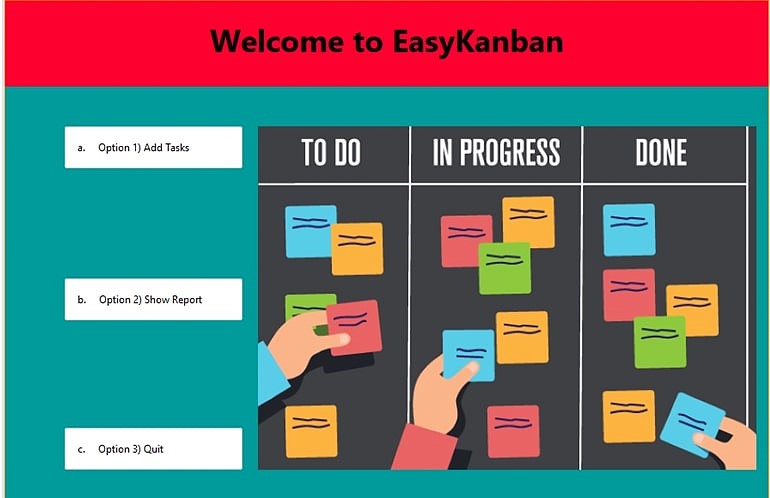 Welcome to EasyKanban
a. Option 1) Add Tasks
b. Option 2) Show Report
c. Option 3) Quit
TO DO
IN PROGRESS
DONE